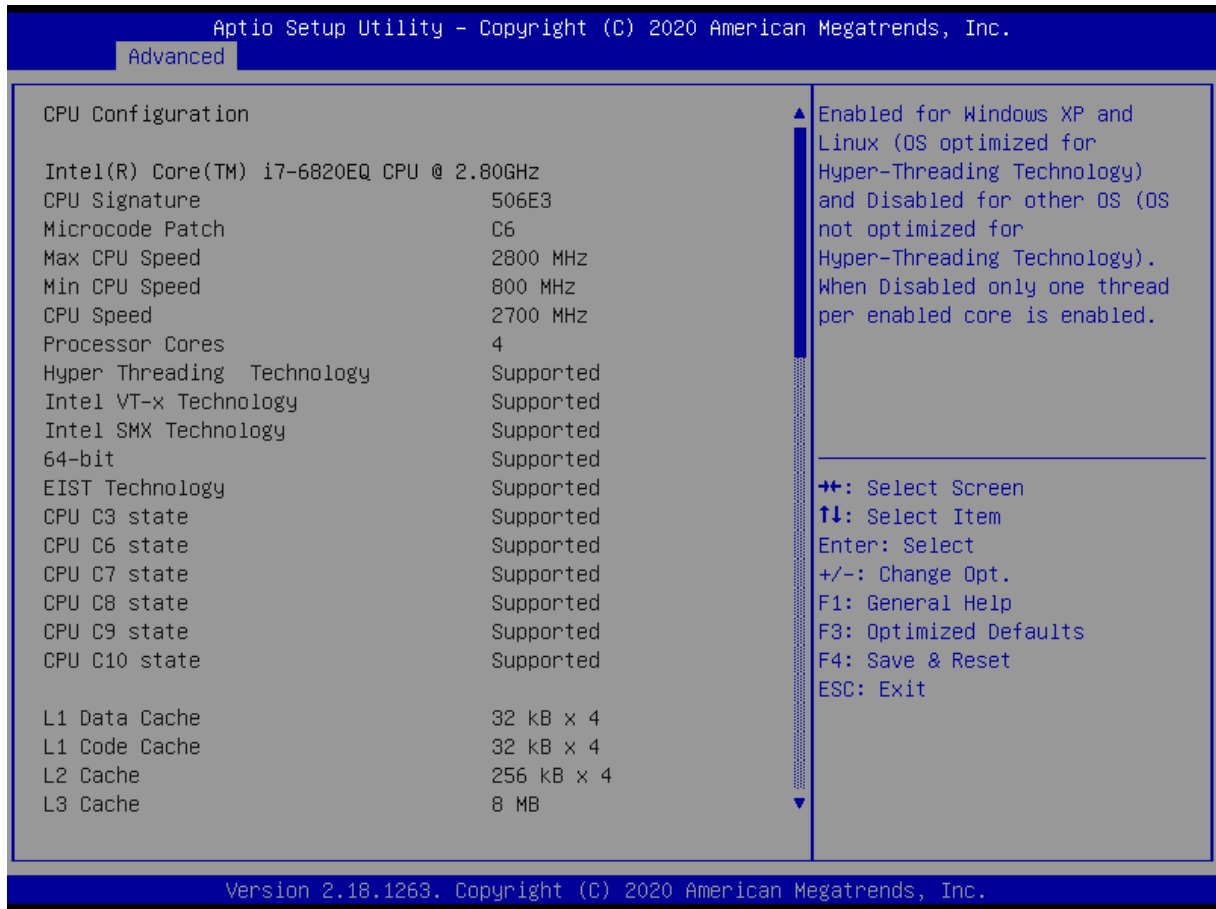 Aptio Setup Utility – Copyright (C) 2020 American Megatrends, Inc.
Advanced
CPU Configuration
Intel(R) Core(TM) i7-6820EQ CPU @ 2.80GHz
CPU Signature 506E3
Microcode Patch C6
Max CPU Speed 2800 MHz
Min CPU Speed 800 MHz
CPU Speed 2700 MHz
Processor Cores 4
Hyper Threading Technology Supported
Intel VT-x Technology Supported
Intel SMX Technology Supported
64-bit Supported
EIST Technology Supported
CPU C3 state Supported
CPU C6 state Supported
CPU C7 state Supported
CPU C8 state Supported
CPU C9 state Supported
CPU C10 state Supported
L1 Data Cache 32 kB x 4
L1 Code Cache 32 kB x 4
L2 Cache 256 kB x 4
L3 Cache 8 MB
Enabled for Windows XP and
Linux (OS optimized for
Hyper-Threading Technology)
and Disabled for other OS (OS
not optimized for
Hyper-Threading Technology).
When Disabled only one thread
per enabled core is enabled.
→←: Select Screen
↑↓: Select Item
Enter: Select
+/-: Change Opt.
F1: General Help
F3: Optimized Defaults
F4: Save & Reset
ESC: Exit
Version 2.18.1263. Copyright (C) 2020 American Megatrends, Inc.